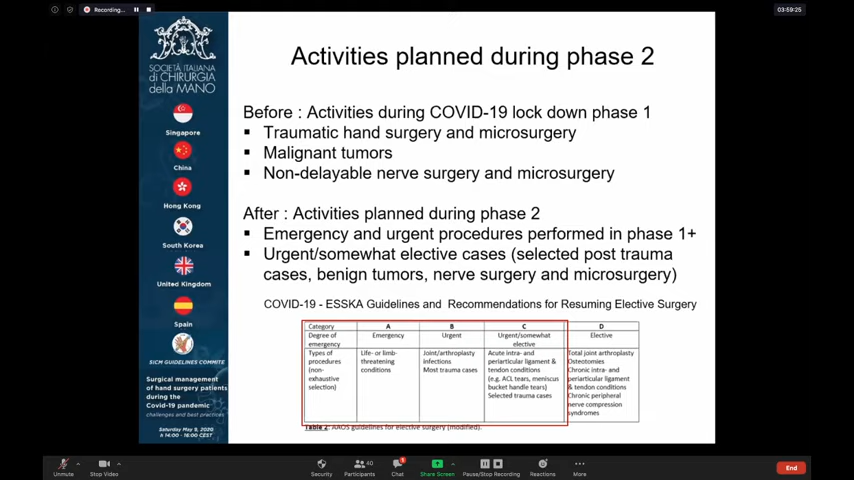 Recording...
03:59:25
SOCIETÀ ITALIANA
di CHIRURGIA
della MANO
Singapore
China
Hong Kong
South Korea
United Kingdom
Spain
SICM GUIDELINES COMMITE
Surgical management
of hand surgery patients
during the
Covid-19 pandemic
challenges and best practices
Saturday May 9, 2020
h 14:00 - 16:00 CEST
Activities planned during phase 2
Before : Activities during COVID-19 lock down phase 1
▪ Traumatic hand surgery and microsurgery
▪ Malignant tumors
▪ Non-delayable nerve surgery and microsurgery
After : Activities planned during phase 2
▪ Emergency and urgent procedures performed in phase 1+
▪ Urgent/somewhat elective cases (selected post trauma
cases, benign tumors, nerve surgery and microsurgery)
COVID-19 - ESSKA Guidelines and Recommendations for Resuming Elective Surgery
Category A B C D
Degree of emergency Emergency Urgent Urgent/somewhat elective Elective
Types of procedures (non-exhaustive selection)
Life- or limb-threatening conditions
Joint/arthroplasty infections
Most trauma cases
Acute intra- and periarticular ligament & tendon conditions
(e.g. ACL tears, meniscus bucket handle tears)
Selected trauma cases
Total joint arthroplasty
Osteotomies
Chronic intra- and periarticular ligament & tendon conditions
Chronic peripheral nerve compression syndromes
Table 2: AAOS guidelines for elective surgery (modified).
Unmute
Stop Video
Security
40
Participants
Chat
Share Screen
Pause/Stop Recording
Reactions
More
End